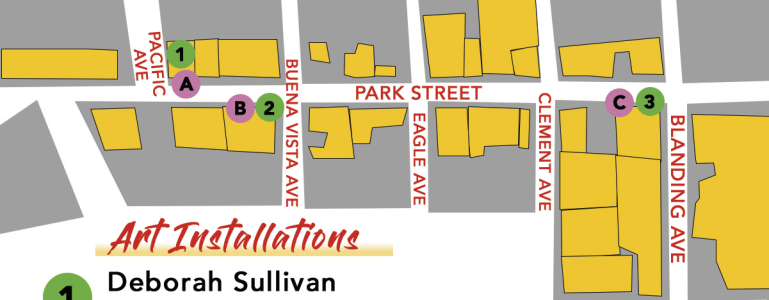 PACIFIC
AVE
1
A
BUENA VISTA AVE
B
2
PARK STREET
EAGLE AVE
CLEMENT AVE
C
3
BLANDING AVE
Art Installations
1
Deborah Sullivan